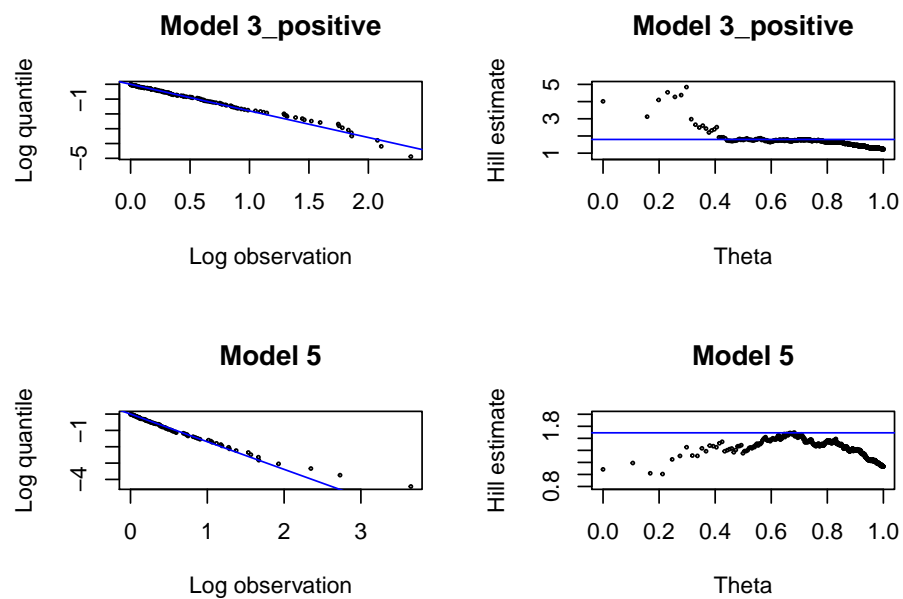 Model 3_positive
Log quantile
-1
-5
0.0 0.5 1.0 1.5 2.0
Log observation
Model 3_positive
Hill estimate
5
3
1
0.0 0.2 0.4 0.6 0.8 1.0
Theta
Model 5
Log quantile
-1
-4
0 1 2 3
Log observation
Model 5
Hill estimate
1.8
0.8
0.0 0.2 0.4 0.6 0.8 1.0
Theta